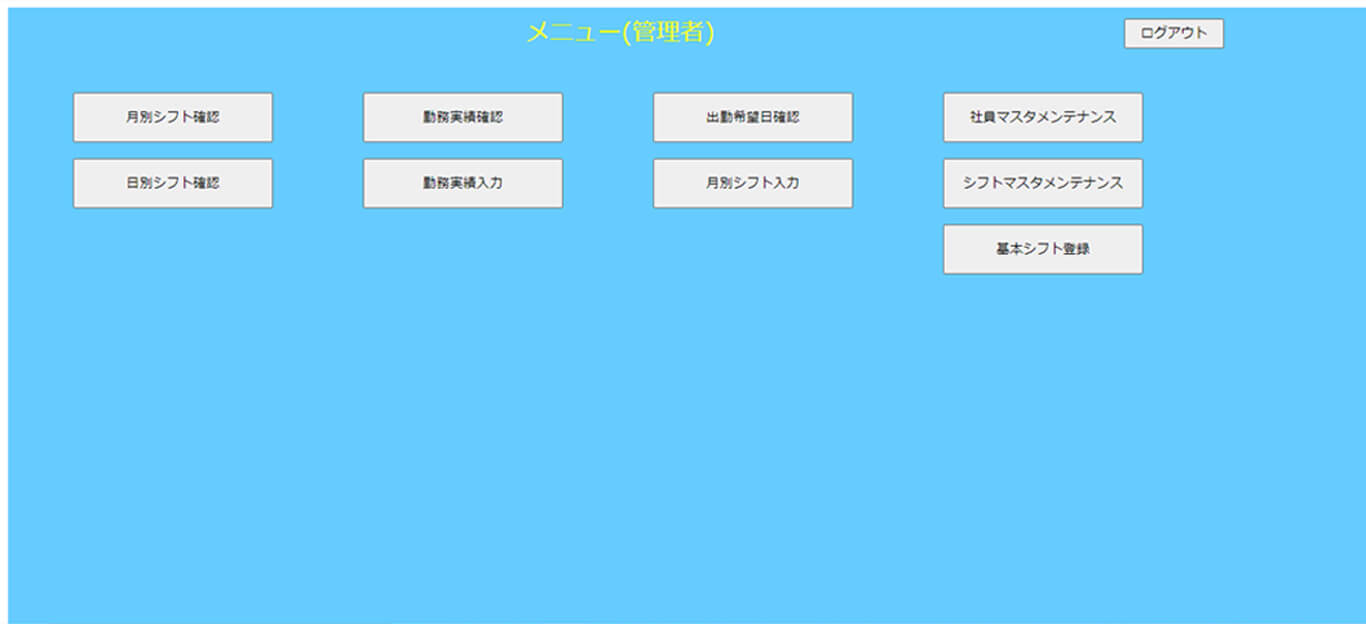 メニュー(管理者)
ログアウト
月別シフト確認
勤務実績確認
出勤希望日確認
社員マスタメンテナンス
日別シフト確認
勤務実績入力
月別シフト入力
シフトマスタメンテナンス
基本シフト登録